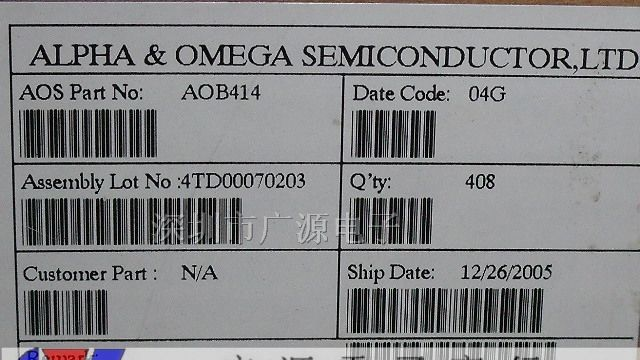 ALPHA & OMEGA SEMICONDUCTOR,LTD
AOS Part No: AOB414
Date Code: 04G
Assembly Lot No :4TD00070203
Q'ty: 408
深圳市广源电子
Customer Part : N/A
Ship Date: 12/26/2005